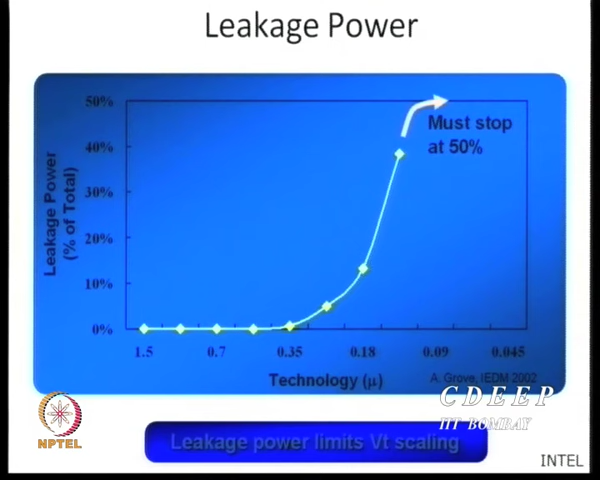 Leakage Power
50%
Must stop
at 50%
40%
30%
20%
10%
0%
Leakage Power
(% of Total)
1.5 0.7 0.35 0.18 0.09 0.045
Technology (μ)
A. Grove, IEDM 2002
CDEEP
IIT BOMBAY
NPTEL
Leakage power limits Vt scaling
INTEL